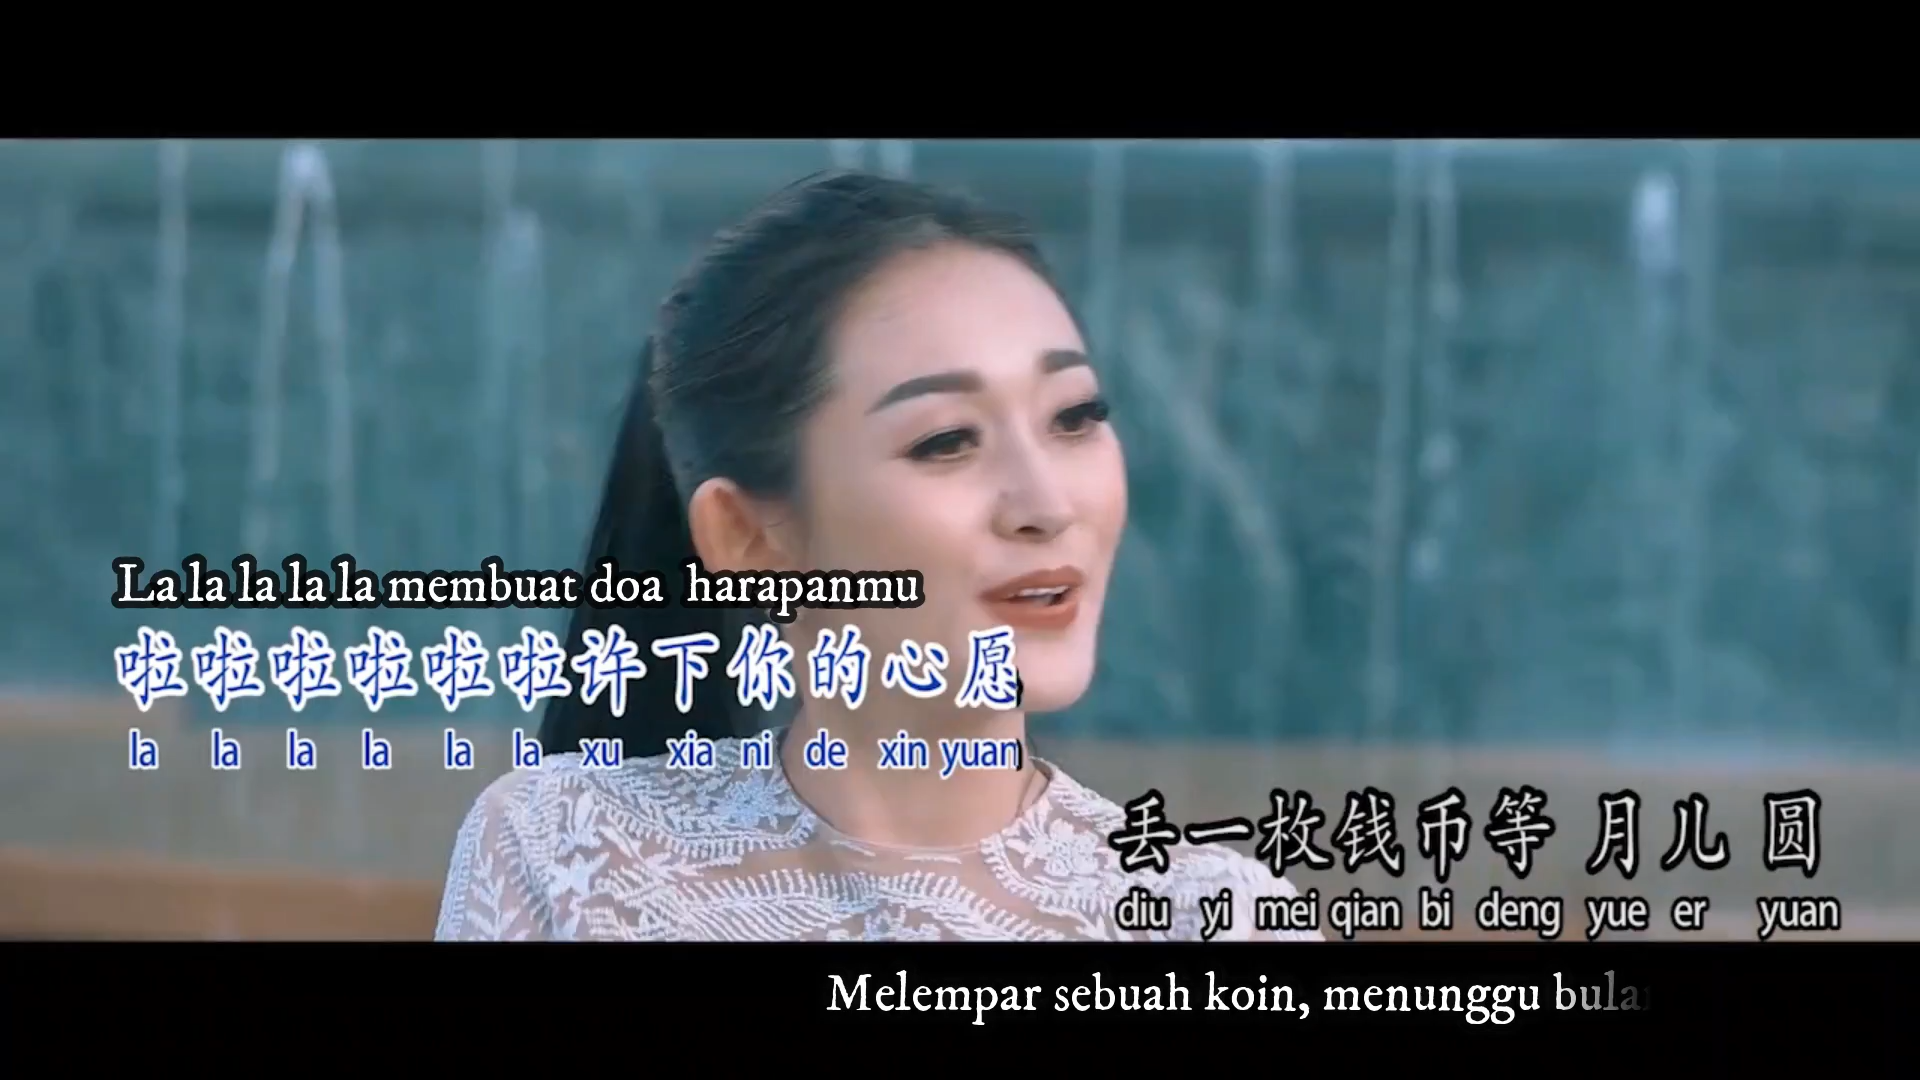 La la la la la membuat doa harapanmu
啦啦啦啦啦啦许下你的心愿
la la la la la la xu xia ni de xin yuan
丢一枚钱币等 月儿 圆
diu yi mei qian bi deng yue er yuan
Melempar sebuah koin, menunggu bulan